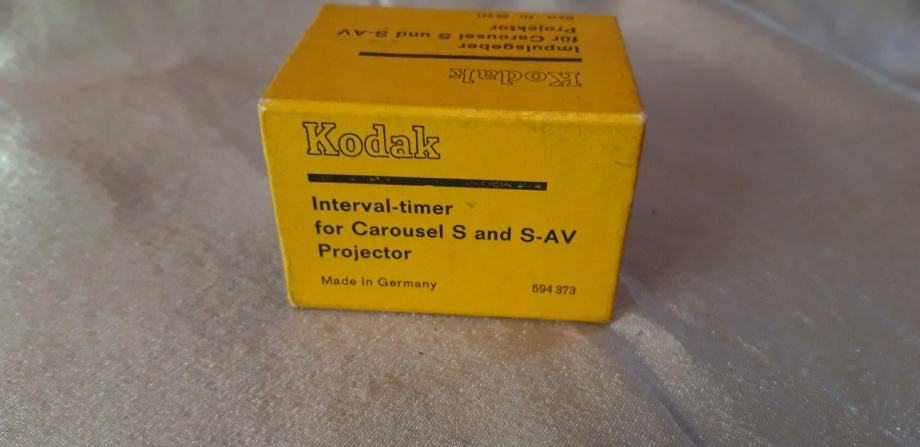 Kodak
Interval-timer
for Carousel S and S-AV
Projector
Made in Germany 594 373
Kodak
Impulsgeber
für Carousel S und S-AV
Projektor